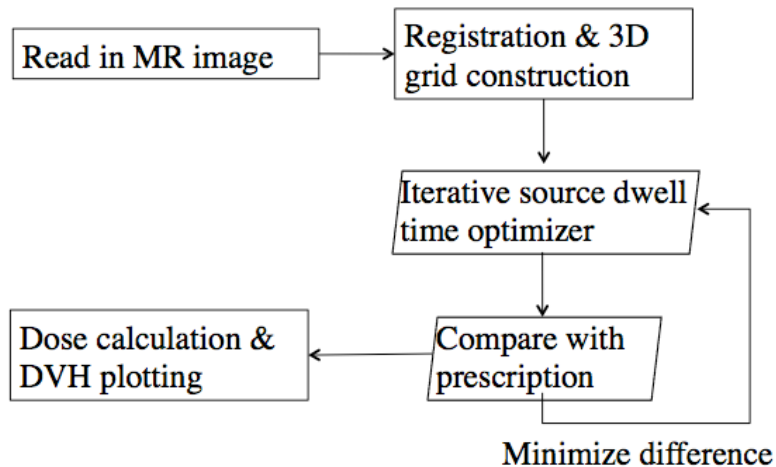 Read in MR image
Registration & 3D
grid construction
Iterative source dwell
time optimizer
Compare with
prescription
Dose calculation &
DVH plotting
Minimize difference